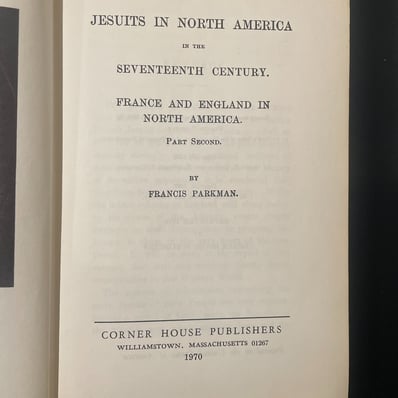 JESUITS IN NORTH AMERICA
IN THE
SEVENTEENTH CENTURY.
FRANCE AND ENGLAND IN
NORTH AMERICA.
PART SECOND.
BY
FRANCIS PARKMAN.
CORNER HOUSE PUBLISHERS
WILLIAMSTOWN, MASSACHUSETTS 01267
1970